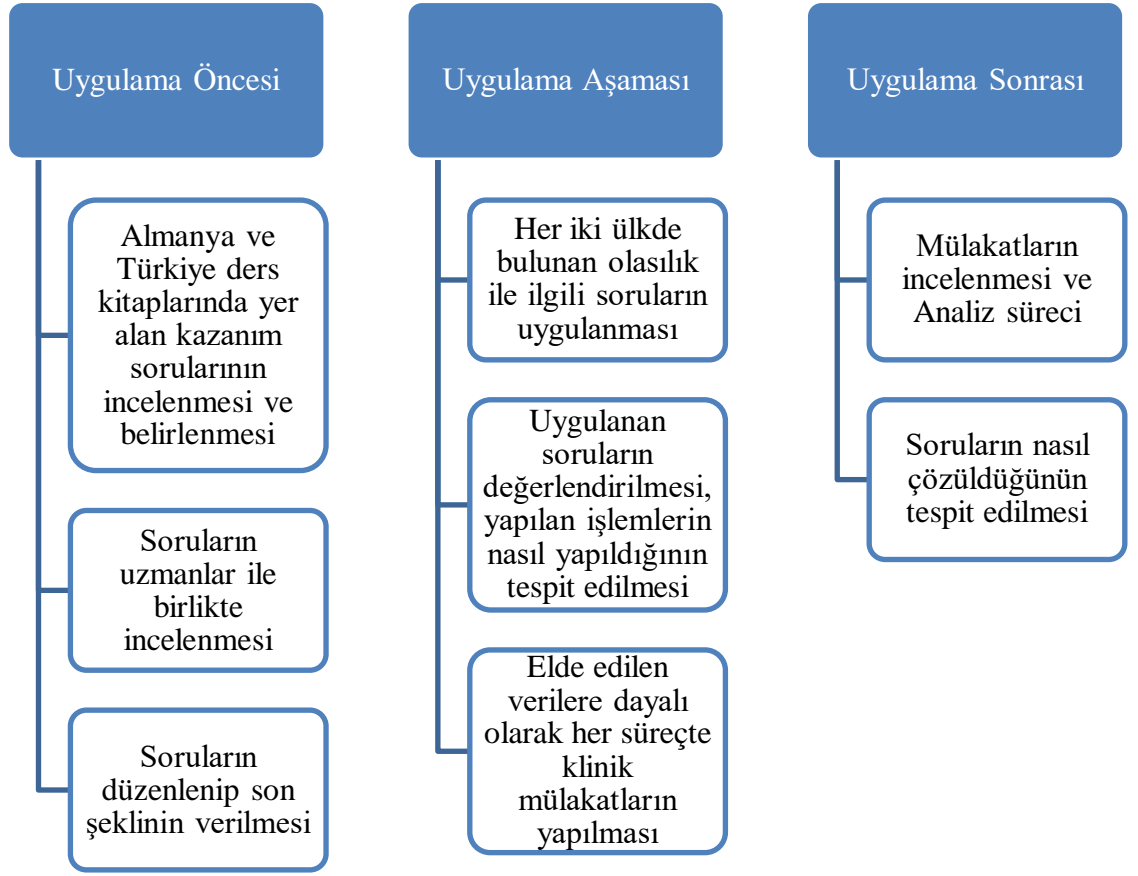 Uygulama Öncesi
Almanya ve
Türkiye ders
kitaplarında yer
alan kazanım
sorularının
incelenmesi ve
belirlenmesi
Soruların
uzmanlar ile
birlikte
incelenmesi
Soruların
düzenlenip son
şeklinin verilmesi
Uygulama Aşaması
Her iki ülkde
bulunan olasılık
ile ilgili soruların
uygulanması
Uygulanan
soruların
değerlendirilmesi,
yapılan işlemlerin
nasıl yapıldığının
tespit edilmesi
Elde edilen
verilere dayalı
olarak her süreçte
klinik
mülakatların
yapılması
Uygulama Sonrası
Mülakatların
incelenmesi ve
Analiz süreci
Soruların nasıl
çözüldüğünün
tespit edilmesi